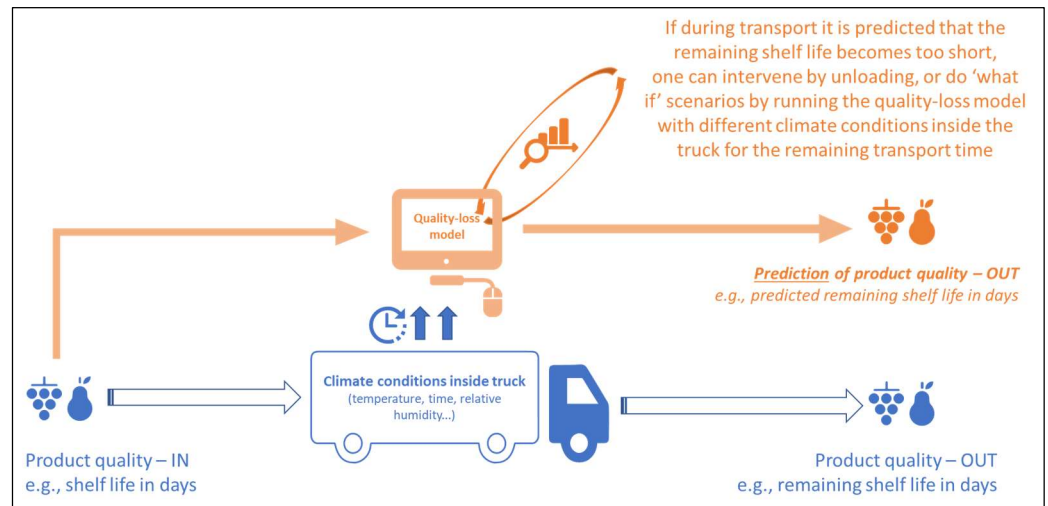 If during transport it is predicted that the
remaining shelf life becomes too short,
one can intervene by unloading, or do ‘what
if’ scenarios by running the quality-loss model
with different climate conditions inside the
truck for the remaining transport time
Quality-loss
model
Prediction of product quality – OUT
e.g., predicted remaining shelf life in days
Climate conditions inside truck
(temperature, time, relative
humidity...)
Product quality – IN
e.g., shelf life in days
Product quality – OUT
e.g., remaining shelf life in days